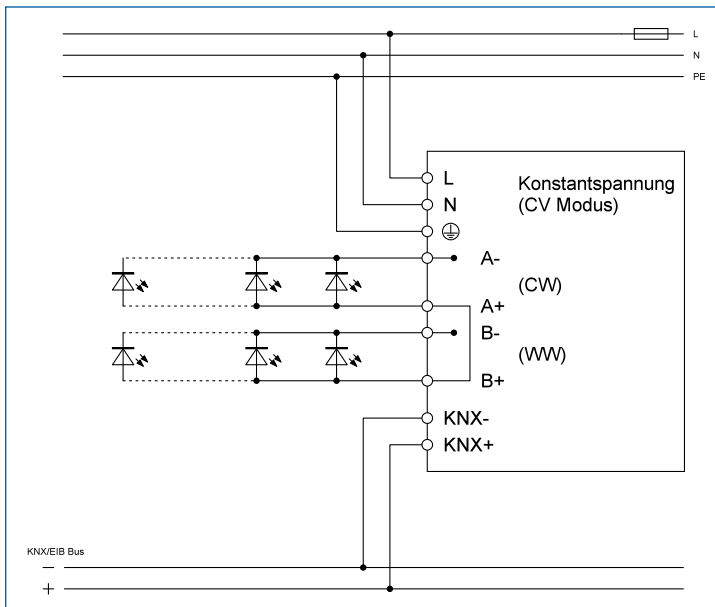 L
N
PE
L
N
Konstantspannung
(CV Modus)
A-
(CW)
A+
B-
(WW)
B+
KNX-
KNX+
KNX/EIB Bus
−
+